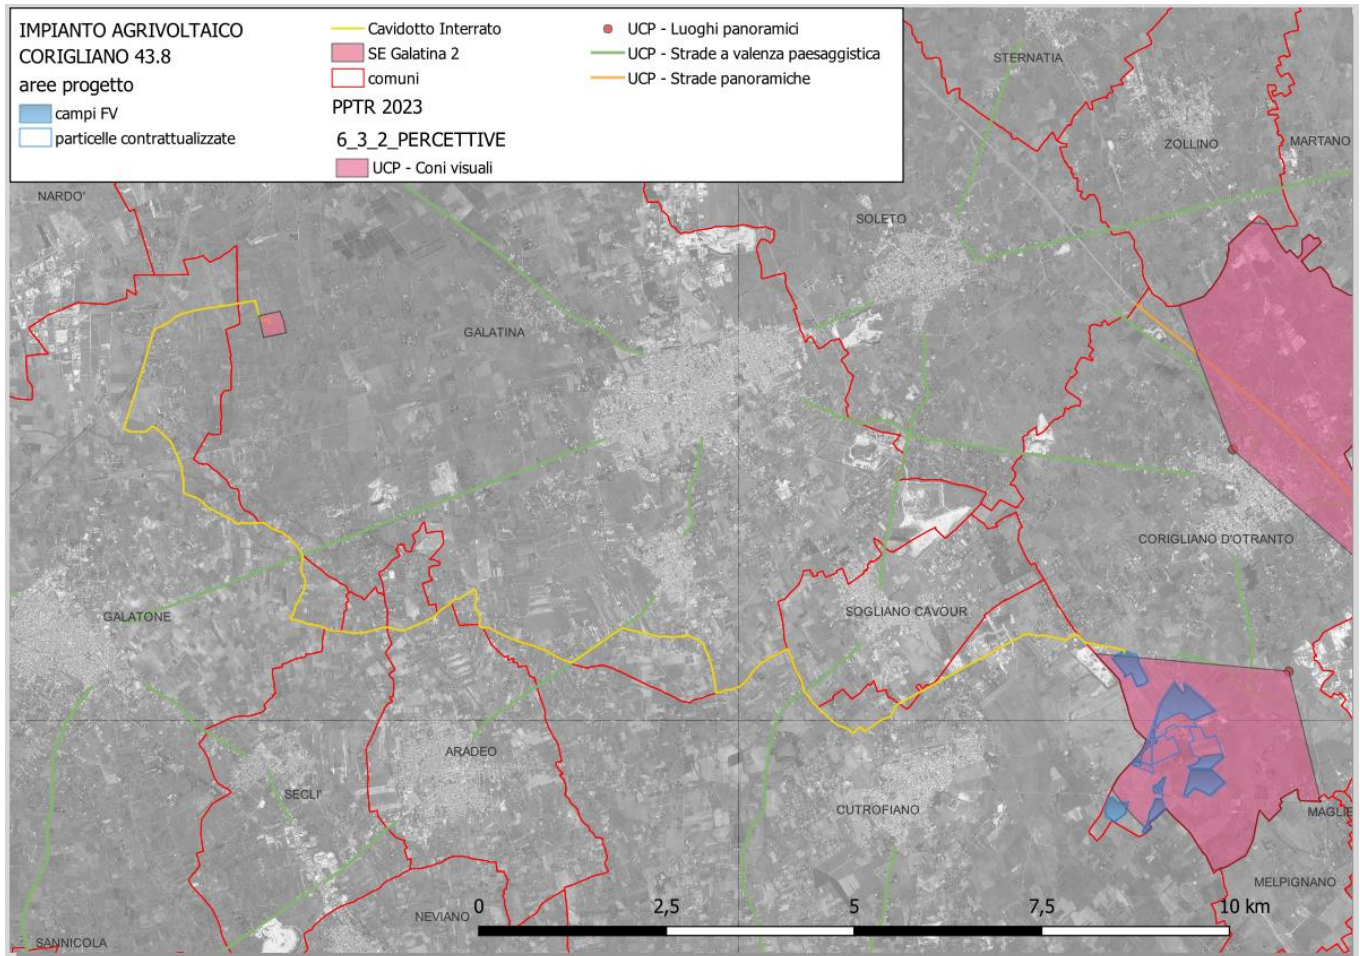 IMPIANTO AGRIVOLTAICO
CORIGLIANO 43.8
aree progetto
campi FV
particelle contrattualizzate
Cavidotto Interrato
SE Galatina 2
comuni
PPTR 2023
6_3_2_PERCETTIVE
UCP - Coni visuali
UCP - Luoghi panoramici
UCP - Strade a valenza paesaggistica
UCP - Strade panoramiche
STERNATIA
ZOLLINO
MARTANO
NARDO'
SOLETO
GALATINA
CORIGLIANO D'OTRANTO
GALATONE
SOGLIANO CAVOUR
ARADEO
SECLI'
CUTROFIANO
MAGLIE
MELPIGNANO
NEVIANO
SANNICOLA
0 2,5 5 7,5 10 km